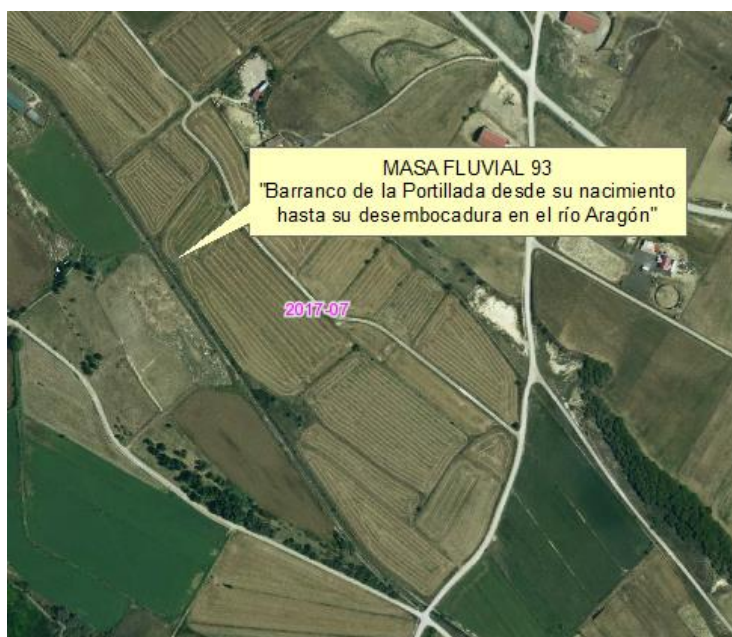 MASA FLUVIAL 93
"Barranco de la Portillada desde su nacimiento
hasta su desembocadura en el río Aragón"
2017-07